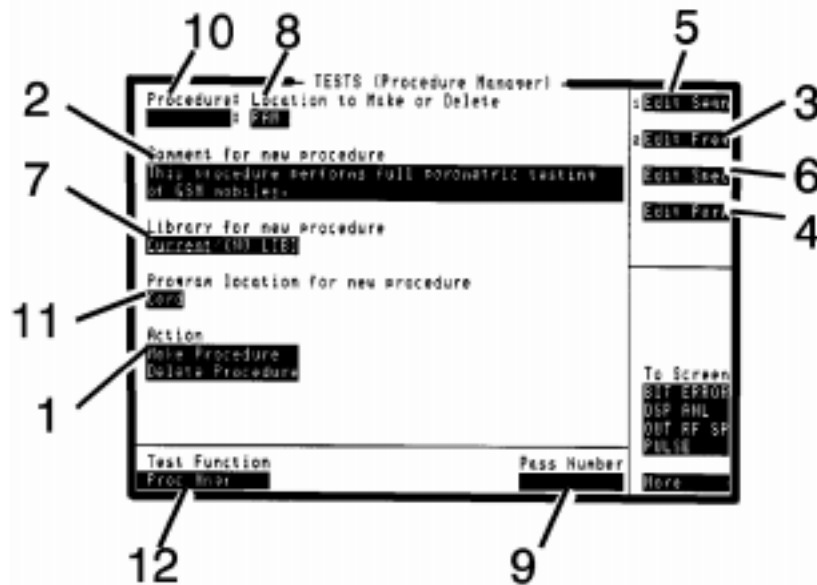 10
8
5
2
3
7
6
4
11
1
12
9
TESTS (Procedure Manager)
Procedure: Location to Make or Delete
: RAM
Comment for new procedure
This procedure performs full parametric testing
of GSM mobiles.
Library for new procedure
Current (NO LIB)
Program location for new procedure
Card
Action
Make Procedure
Delete Procedure
Test Function
Proc Mngr
Pass Number
1 Edit Seqn
2 Edit Freq
Edit Spec
Edit Parm
To Screen
BIT ERROR
DSP ANL
OUT RF SP
PULSE
More